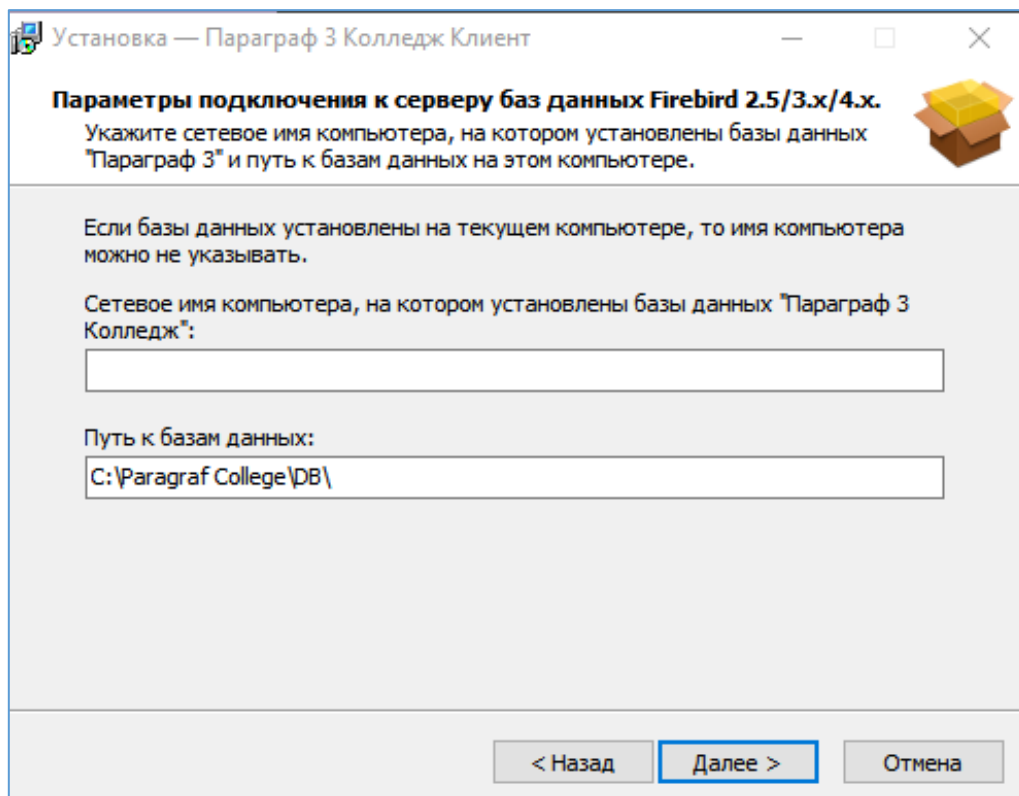 Установка — Параграф 3 Колледж Клиент
Параметры подключения к серверу баз данных Firebird 2.5/3.x/4.x.
Укажите сетевое имя компьютера, на котором установлены базы данных
"Параграф 3" и путь к базам данных на этом компьютере.
Если базы данных установлены на текущем компьютере, то имя компьютера
можно не указывать.
Сетевое имя компьютера, на котором установлены базы данных "Параграф 3
Колледж":
Путь к базам данных:
C:\Paragraf College\DB\
< Назад
Далее >
Отмена